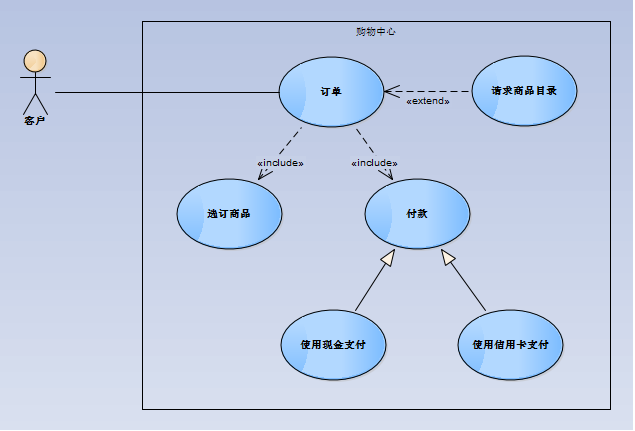 购物中心
客户
订单
请求商品目录
«extend»
«include»
«include»
选订商品
付款
使用现金支付
使用信用卡支付